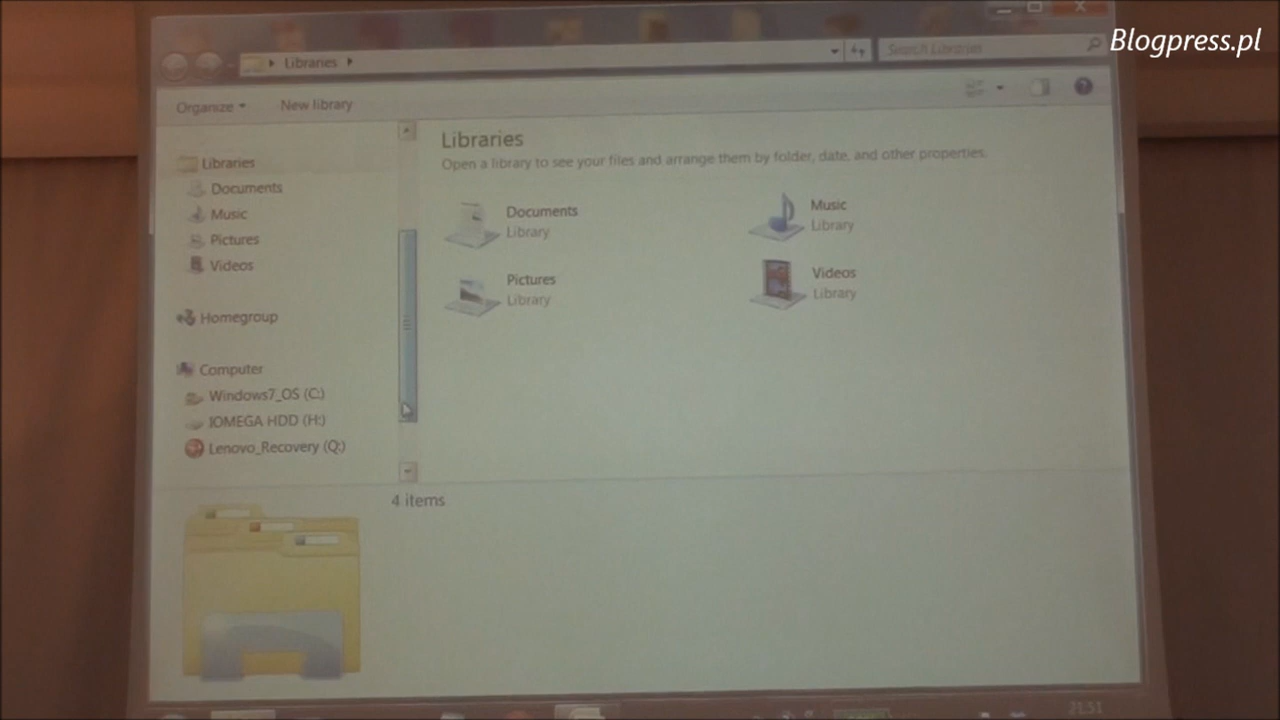 Blogpress.pl
Libraries
Search Libraries
Organize
New library
Libraries
Documents
Music
Pictures
Videos
Homegroup
Computer
Windows7_OS (C:)
IOMEGA HDD (H:)
Lenovo_Recovery (Q:)
Libraries
Open a library to see your files and arrange them by folder, date, and other properties.
Documents
Library
Music
Library
Pictures
Library
Videos
Library
4 items
21:51